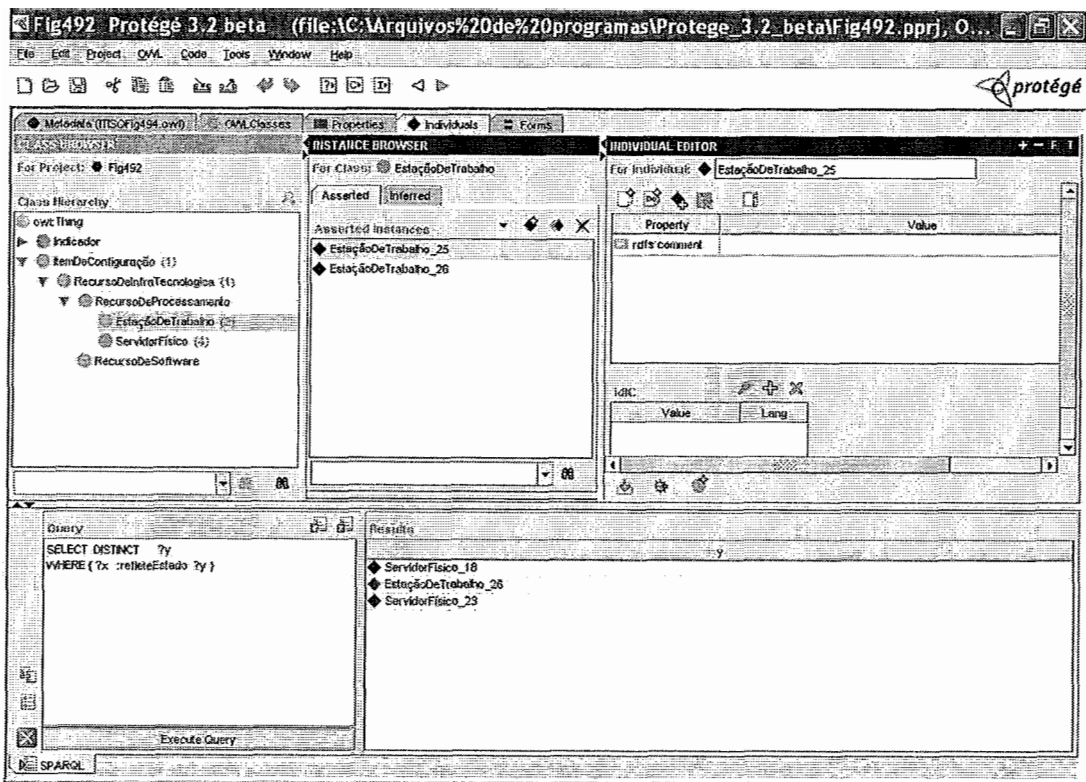 Fig492 Protégé 3.2 beta (file:\C:\Arquivos%20de%20programas\Protege_3.2_beta\Fig492.pprj, O...
File Edit Project OWL Code Tools Window Help
protégé
Metadata (ITISOFig494.owl) OWLClasses Properties Individuals Forms
CLASS BROWSER
For Project: Fig492
Class Hierarchy
owl:Thing
Indicador
ItemDeConfiguração (1)
RecursoDeInfraTecnologica (1)
RecursoDeProcessamento
EstaçãoDeTrabalho
ServidorFísico (4)
RecursoDeSoftware
INSTANCE BROWSER
For Class: EstaçãoDeTrabalho
Asserted Inferred
Asserted Instances
EstaçãoDeTrabalho_25
EstaçãoDeTrabalho_26
INDIVIDUAL EDITOR
+ - F T
For Individual: EstaçãoDeTrabalho_25
Property Value
rdfs:comment
idIC
Value Lang
Query
SELECT DISTINCT ?y
WHERE { ?x :refleteEstado ?y }
Execute Query
SPARQL
Results
y
ServidorFísico_18
EstaçãoDeTrabalho_26
ServidorFísico_23